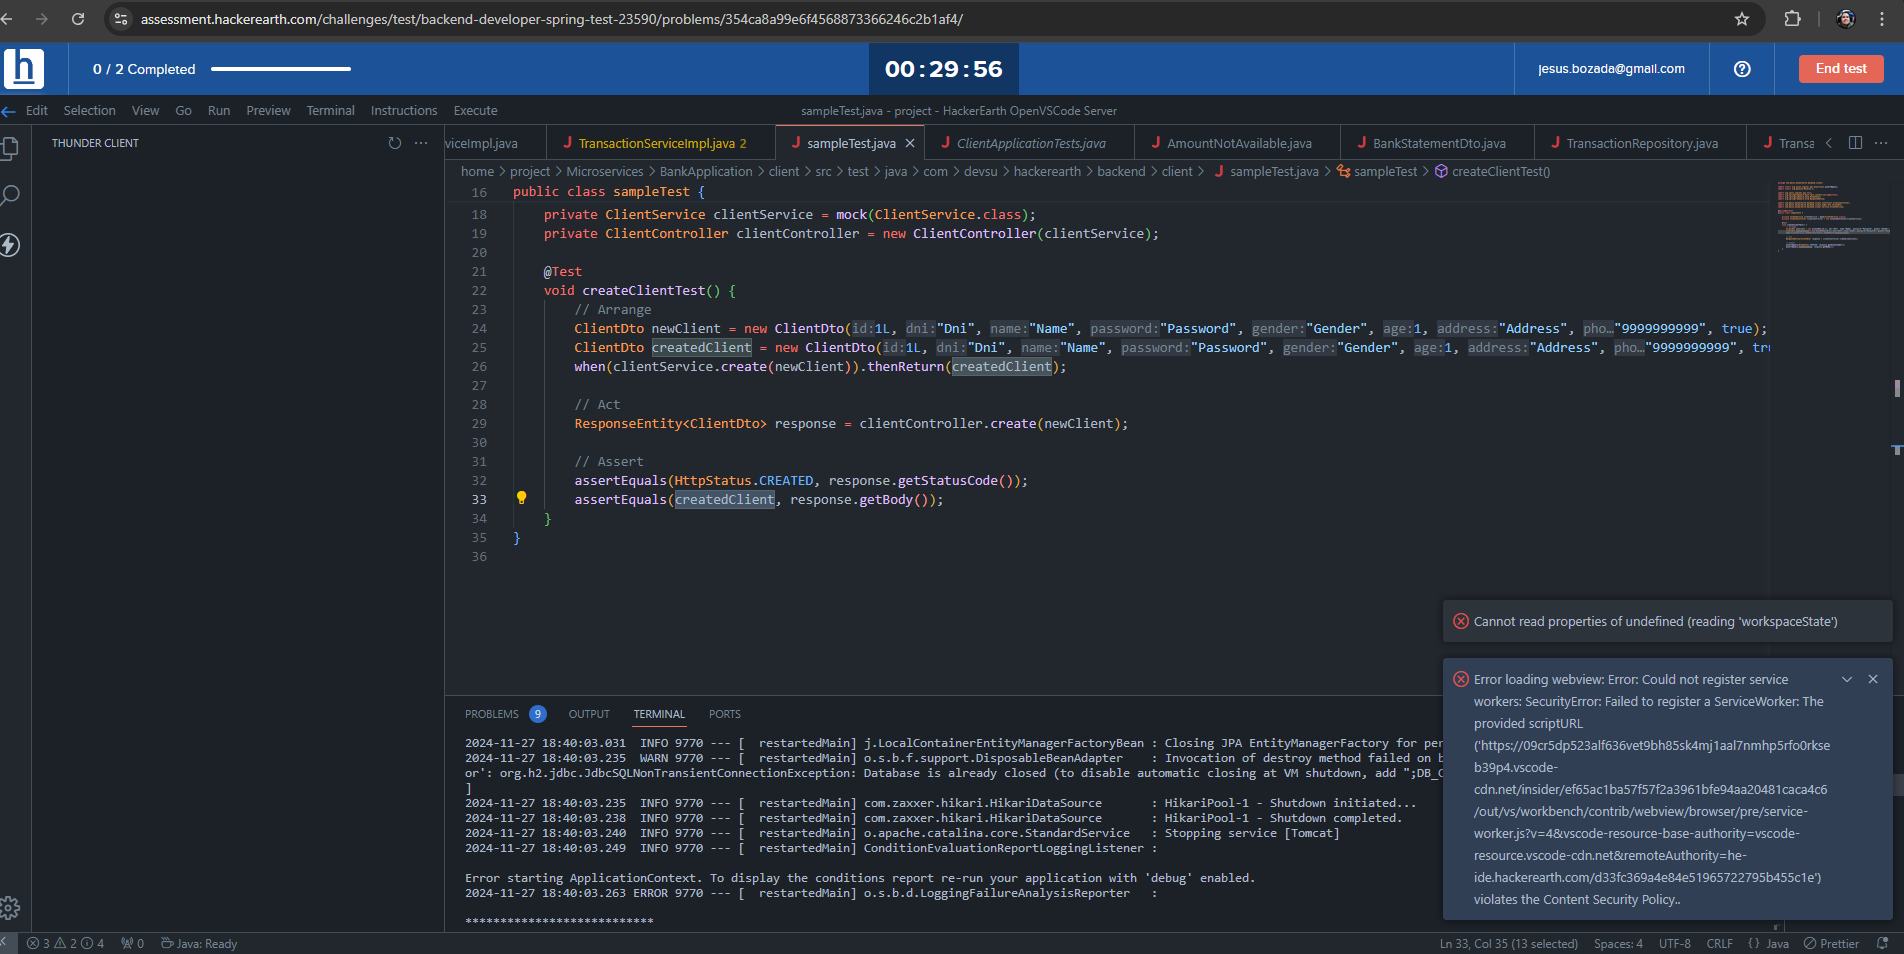 assessment.hackerearth.com/challenges/test/backend-developer-spring-test-23590/problems/354ca8a99e6f4568873366246c2b1af4/
h
0 / 2 Completed
00:29:56
jesus.bozada@gmail.com
End test
Edit Selection View Go Run Preview Terminal Instructions Execute
sampleTest.java - project - HackerEarth OpenVSCode Server
THUNDER CLIENT
viceImpl.java
TransactionServiceImpl.java 2
sampleTest.java
ClientApplicationTests.java
AmountNotAvailable.java
BankStatementDto.java
TransactionRepository.java
Transa
home > project > Microservices > BankApplication > client > src > test > java > com > devsu > hackerearth > backend > client > J sampleTest.java > sampleTest > createClientTest()
16 public class sampleTest {
18 private ClientService clientService = mock(ClientService.class);
19 private ClientController clientController = new ClientController(clientService);
20
21 @Test
22 void createClientTest() {
23 // Arrange
24 ClientDto newClient = new ClientDto(id:1L, dni:"Dni", name:"Name", password:"Password", gender:"Gender", age:1, address:"Address", pho…"9999999999", true);
25 ClientDto createdClient = new ClientDto(id:1L, dni:"Dni", name:"Name", password:"Password", gender:"Gender", age:1, address:"Address", pho…"9999999999", tru
26 when(clientService.create(newClient)).thenReturn(createdClient);
27
28 // Act
29 ResponseEntity<ClientDto> response = clientController.create(newClient);
30
31 // Assert
32 assertEquals(HttpStatus.CREATED, response.getStatusCode());
33 assertEquals(createdClient, response.getBody());
34 }
35 }
36
Cannot read properties of undefined (reading 'workspaceState')
Error loading webview: Error: Could not register service
workers: SecurityError: Failed to register a ServiceWorker: The
provided scriptURL
('https://09cr5dp523alf636vet9bh85sk4mj1aal7nmhp5rfo0rkse
b39p4.vscode-
cdn.net/insider/ef65ac1ba57f57f2a3961bfe94aa20481caca4c6
/out/vs/workbench/contrib/webview/browser/pre/service-
worker.js?v=4&vscode-resource-base-authority=vscode-
resource.vscode-cdn.net&remoteAuthority=he-
ide.hackerearth.com/d33fc369a4e84e51965722795b455c1e')
violates the Content Security Policy..
PROBLEMS 9 OUTPUT TERMINAL PORTS
2024-11-27 18:40:03.031 INFO 9770 --- [ restartedMain] j.LocalContainerEntityManagerFactoryBean : Closing JPA EntityManagerFactory for per
2024-11-27 18:40:03.235 WARN 9770 --- [ restartedMain] o.s.b.f.support.DisposableBeanAdapter : Invocation of destroy method failed on b
or': org.h2.jdbc.JdbcSQLNonTransientConnectionException: Database is already closed (to disable automatic closing at VM shutdown, add ";DB_C
]
2024-11-27 18:40:03.235 INFO 9770 --- [ restartedMain] com.zaxxer.hikari.HikariDataSource : HikariPool-1 - Shutdown initiated...
2024-11-27 18:40:03.238 INFO 9770 --- [ restartedMain] com.zaxxer.hikari.HikariDataSource : HikariPool-1 - Shutdown completed.
2024-11-27 18:40:03.240 INFO 9770 --- [ restartedMain] o.apache.catalina.core.StandardService : Stopping service [Tomcat]
2024-11-27 18:40:03.249 INFO 9770 --- [ restartedMain] ConditionEvaluationReportLoggingListener :
Error starting ApplicationContext. To display the conditions report re-run your application with 'debug' enabled.
2024-11-27 18:40:03.263 ERROR 9770 --- [ restartedMain] o.s.b.d.LoggingFailureAnalysisReporter :
***************************
3 2 4 0 Java: Ready
Ln 33, Col 35 (13 selected) Spaces: 4 UTF-8 CRLF {} Java Prettier